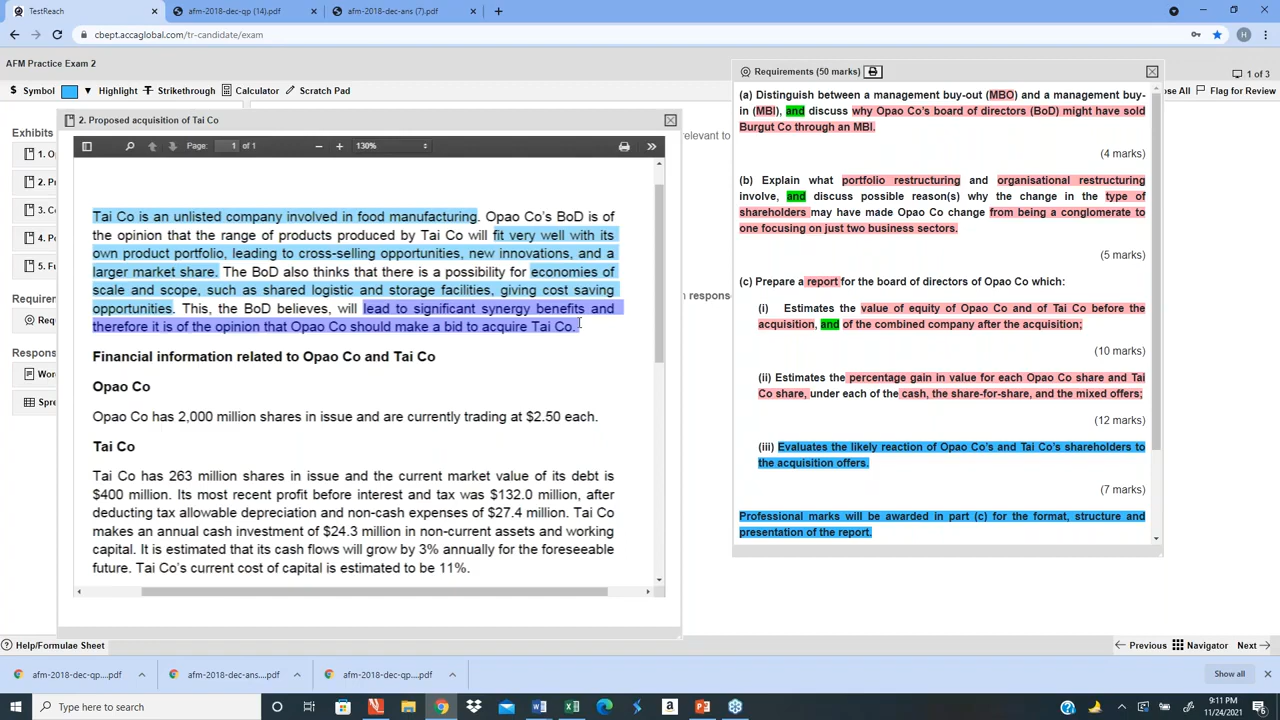 TestReach
afm-2018-dec-qp (14).pdf
afm-2018-dec-ans (7).pdf
cbept.accaglobal.com/tr-candidate/exam
H
AFM Practice Exam 2
1 of 3
$ Symbol
Highlight
Strikethrough
Calculator
Scratch Pad
se All
Flag for Review
Exhibits
1. O
2. P
3. C
4. P
5. F
Requirem
Req
Respons
Wor
Spre
relevant to
n respons
2. Proposed acquisition of Tai Co
Page: 1 of 1
130%
Tai Co is an unlisted company involved in food manufacturing. Opao Co's BoD is of
the opinion that the range of products produced by Tai Co will fit very well with its
own product portfolio, leading to cross-selling opportunities, new innovations, and a
larger market share. The BoD also thinks that there is a possibility for economies of
scale and scope, such as shared logistic and storage facilities, giving cost saving
opportunities. This, the BoD believes, will lead to significant synergy benefits and
therefore it is of the opinion that Opao Co should make a bid to acquire Tai Co.
Financial information related to Opao Co and Tai Co
Opao Co
Opao Co has 2,000 million shares in issue and are currently trading at $2.50 each.
Tai Co
Tai Co has 263 million shares in issue and the current market value of its debt is
$400 million. Its most recent profit before interest and tax was $132.0 million, after
deducting tax allowable depreciation and non-cash expenses of $27.4 million. Tai Co
makes an annual cash investment of $24.3 million in non-current assets and working
capital. It is estimated that its cash flows will grow by 3% annually for the foreseeable
future. Tai Co's current cost of capital is estimated to be 11%.
Requirements (50 marks)
(a) Distinguish between a management buy-out (MBO) and a management buy-
in (MBI), and discuss why Opao Co's board of directors (BoD) might have sold
Burgut Co through an MBI.
(4 marks)
(b) Explain what portfolio restructuring and organisational restructuring
involve, and discuss possible reason(s) why the change in the type of
shareholders may have made Opao Co change from being a conglomerate to
one focusing on just two business sectors.
(5 marks)
(c) Prepare a report for the board of directors of Opao Co which:
(i) Estimates the value of equity of Opao Co and of Tai Co before the
acquisition, and of the combined company after the acquisition;
(10 marks)
(ii) Estimates the percentage gain in value for each Opao Co share and Tai
Co share, under each of the cash, the share-for-share, and the mixed offers;
(12 marks)
(iii) Evaluates the likely reaction of Opao Co's and Tai Co's shareholders to
the acquisition offers.
(7 marks)
Professional marks will be awarded in part (c) for the format, structure and
presentation of the report.
Help/Formulae Sheet
Previous
Navigator
Next
afm-2018-dec-qp....pdf
afm-2018-dec-ans....pdf
afm-2018-dec-qp....pdf
Show all
Type here to search
9:11 PM
11/24/2021